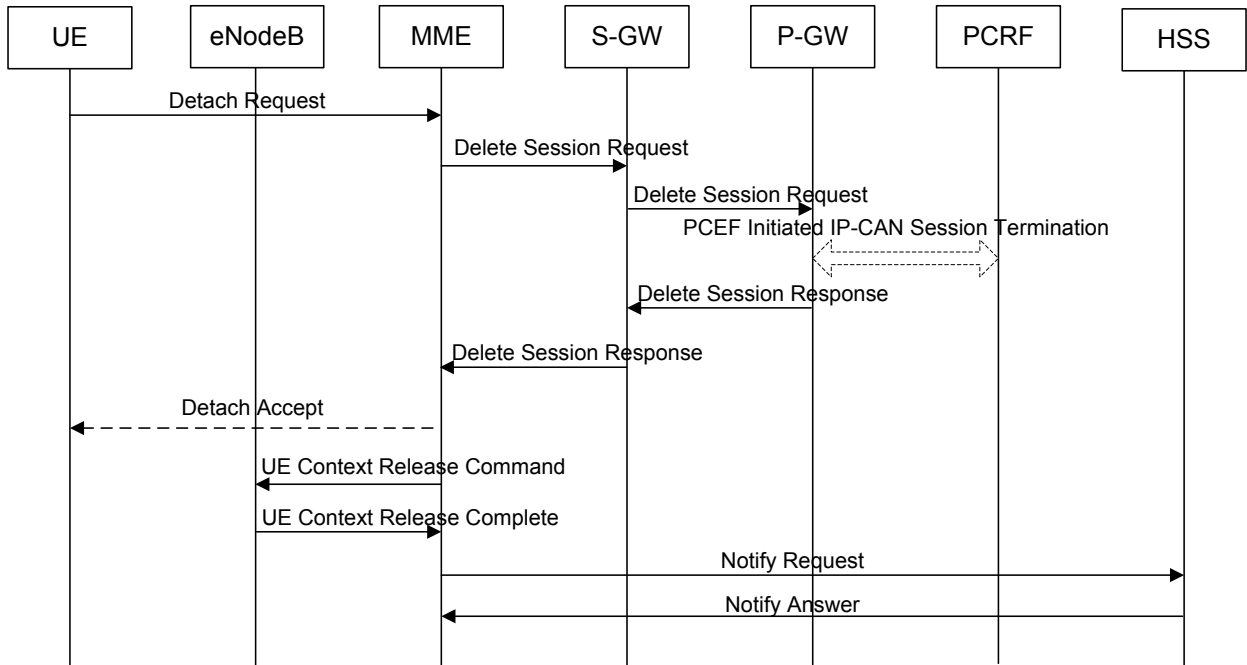 UE
eNodeB
MME
S-GW
P-GW
PCRF
HSS
Detach Request
Delete Session Request
Delete Session Request
PCEF Initiated IP-CAN Session Termination
Delete Session Response
Delete Session Response
Detach Accept
UE Context Release Command
UE Context Release Complete
Notify Request
Notify Answer